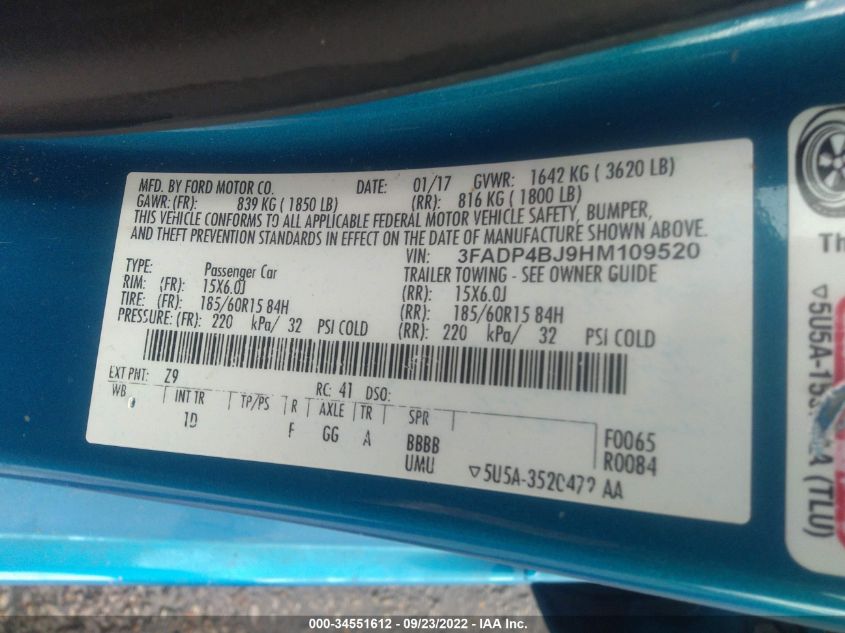 MFD. BY FORD MOTOR CO. DATE: 01/17 GVWR: 1642 KG ( 3620 LB)
GAWR: (FR): 839 KG ( 1850 LB) (RR): 816 KG ( 1800 LB)
THIS VEHICLE CONFORMS TO ALL APPLICABLE FEDERAL MOTOR VEHICLE SAFETY, BUMPER,
AND THEFT PREVENTION STANDARDS IN EFFECT ON THE DATE OF MANUFACTURE SHOWN ABOVE.
VIN: 3FADP4BJ9HM109520
TYPE: Passenger Car TRAILER TOWING - SEE OWNER GUIDE
RIM: (FR): 15X6.0J (RR): 15X6.0J
TIRE: (FR): 185/60R15 84H (RR): 185/60R15 84H
PRESSURE: (FR): 220 kPa/ 32 PSI COLD (RR): 220 kPa/ 32 PSI COLD
EXT PNT: Z9 RC: 41 DSO:
WB INT TR TP/PS R AXLE TR SPR
1D F GG A BBBB F0065
UMU R0084
5U5A-3520472 AA
Th
5U5A-153 A (TLU)
000-34551612 - 09/23/2022 - IAA Inc.